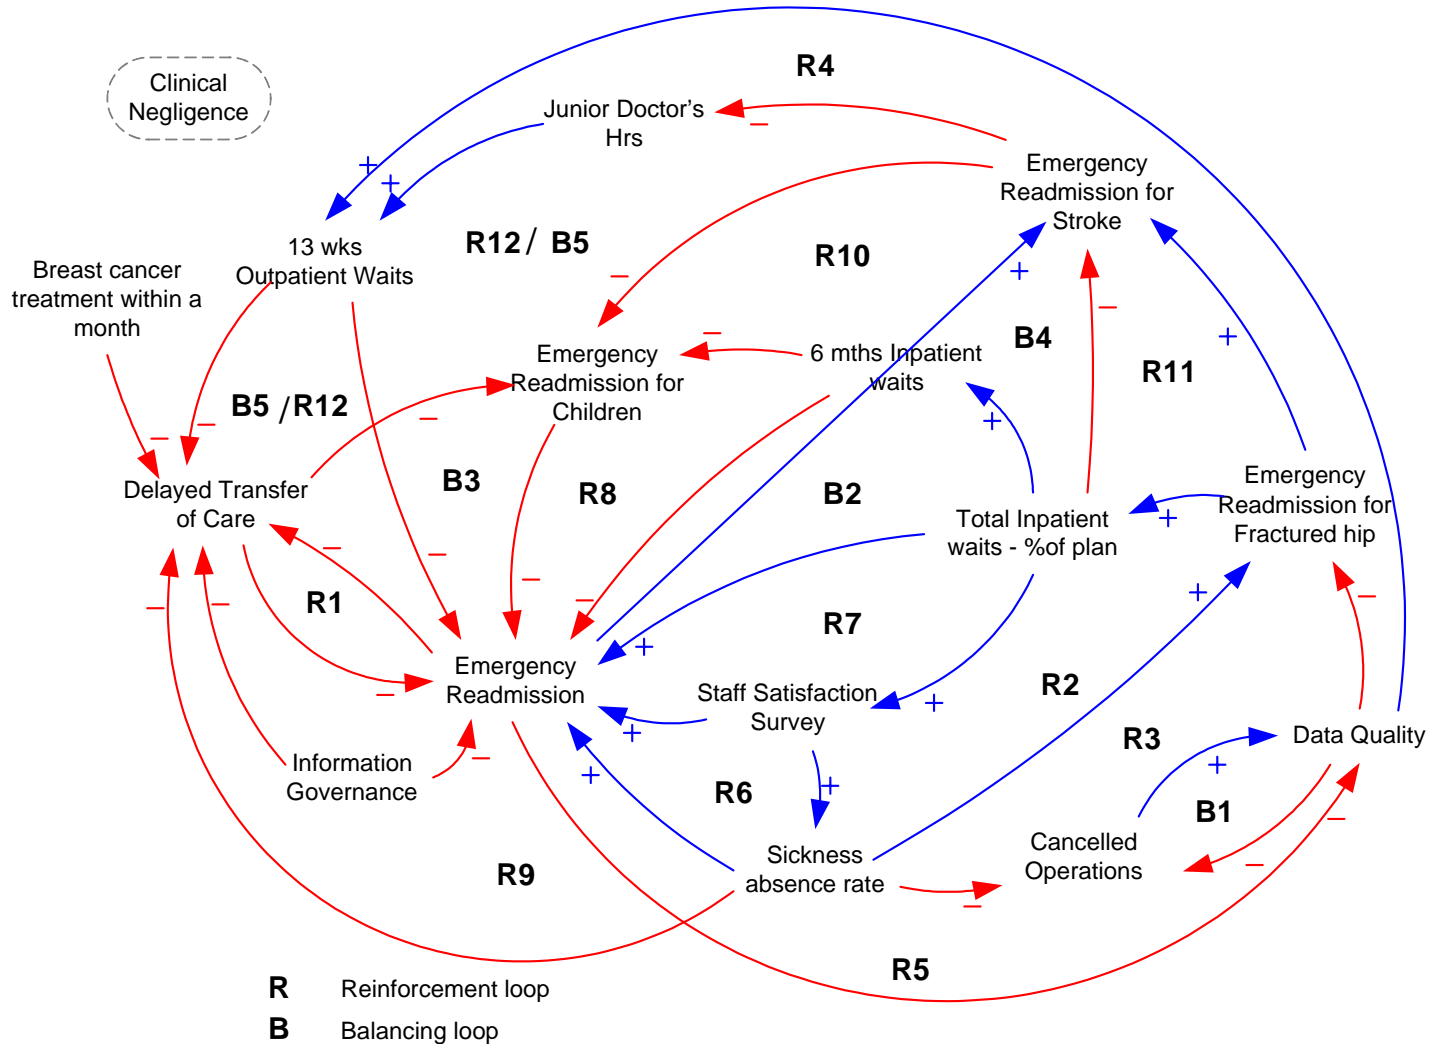 R4
Clinical
Negligence
Junior Doctor's
Hrs
−
+
+
Emergency
Readmission for
Stroke
13 wks
Outpatient Waits
R12 / B5
R10
−
+
−
Breast cancer
treatment within a
month
Emergency
Readmission for
Children
−
6 mths Inpatient
waits
B4
R11
+
B5 /R12
−
−
−
+
Delayed Transfer
of Care
B3
R8
B2
Total Inpatient
waits - %of plan
+
Emergency
Readmission for
Fractured hip
−
−
−
−
−
−
R1
−
+
R7
+
−
Emergency
Readmission
Staff Satisfaction
Survey
+
+
R2
R3
Data Quality
Information
Governance
−
+
R6
+
+
B1
−
Cancelled
Operations
Sickness
absence rate
−
−
R9
R5
R Reinforcement loop
B Balancing loop